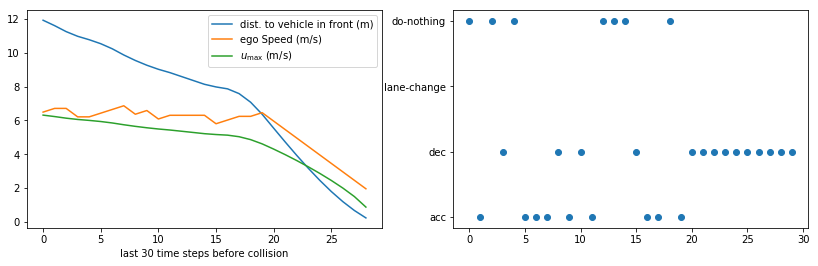 dist. to vehicle in front (m)
ego Speed (m/s)
u_max (m/s)
12
10
8
6
4
2
0
0
5
10
15
20
25
last 30 time steps before collision
do-nothing
lane-change
dec
acc
0
5
10
15
20
25
30